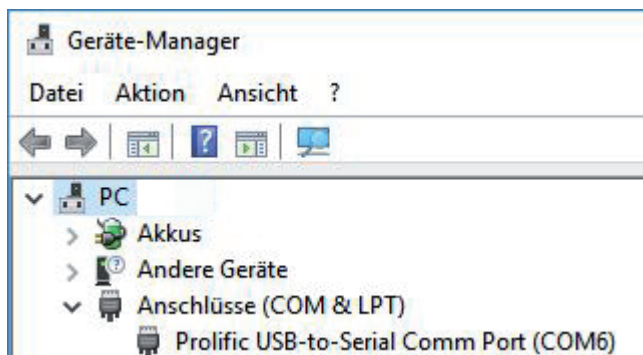 Geräte-Manager
Datei Aktion Ansicht ?
PC
Akkus
Andere Geräte
Anschlüsse (COM & LPT)
Prolific USB-to-Serial Comm Port (COM6)